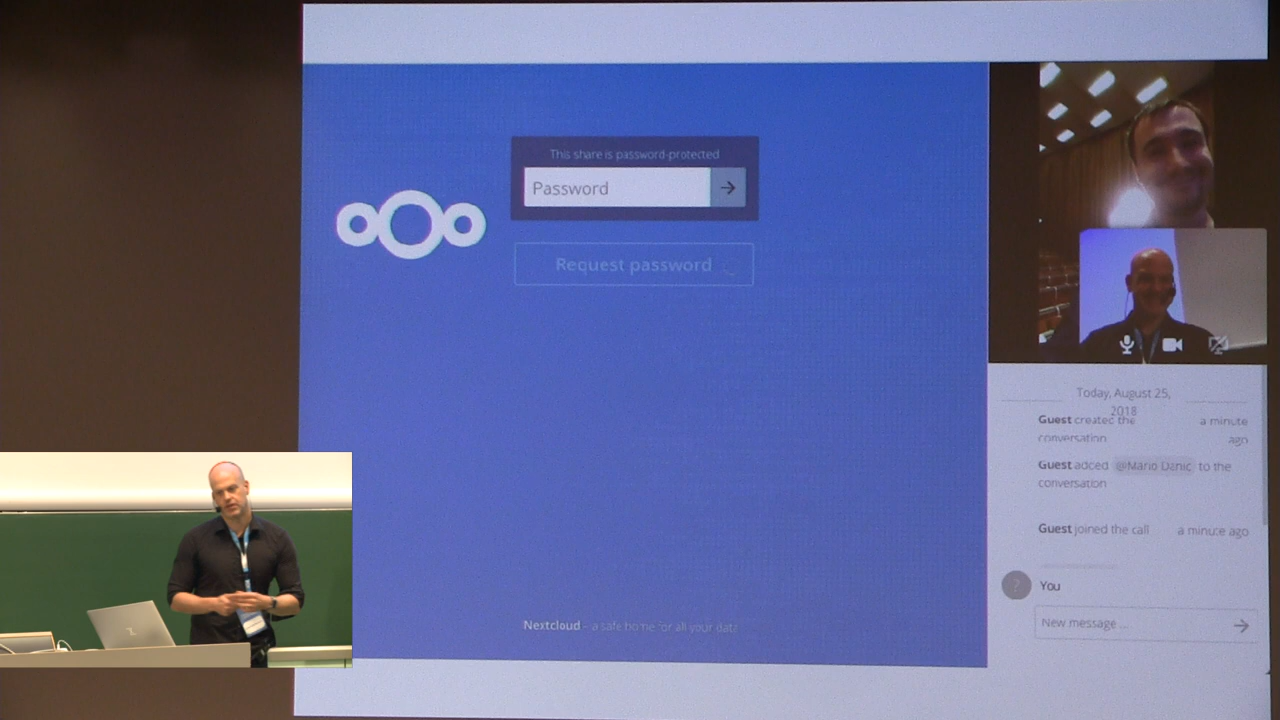 This share is password-protected
Password
Request password
Nextcloud – a safe home for all your data
Today, August 25,
2018
Guest created the
conversation
a minute
ago
Guest added @Mario Danic to the
conversation
Guest joined the call a minute ago
? You
New message ...